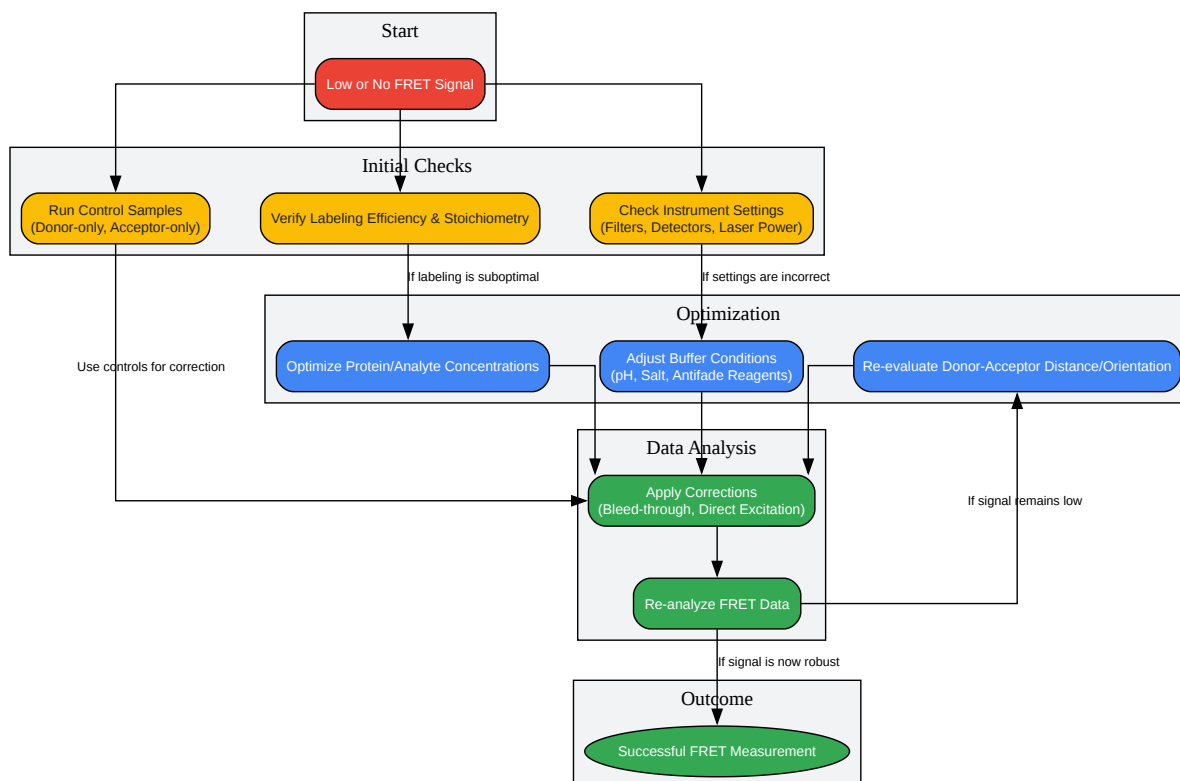 Start
Low or No FRET Signal
Initial Checks
Run Control Samples
(Donor-only, Acceptor-only)
Verify Labeling Efficiency & Stoichiometry
Check Instrument Settings
(Filters, Detectors, Laser Power)
If labeling is suboptimal
If settings are incorrect
Optimization
Use controls for correction
Optimize Protein/Analyte Concentrations
Adjust Buffer Conditions
(pH, Salt, Antifade Reagents)
Re-evaluate Donor-Acceptor Distance/Orientation
Data Analysis
Apply Corrections
(Bleed-through, Direct Excitation)
If signal remains low
Re-analyze FRET Data
If signal is now robust
Outcome
Successful FRET Measurement